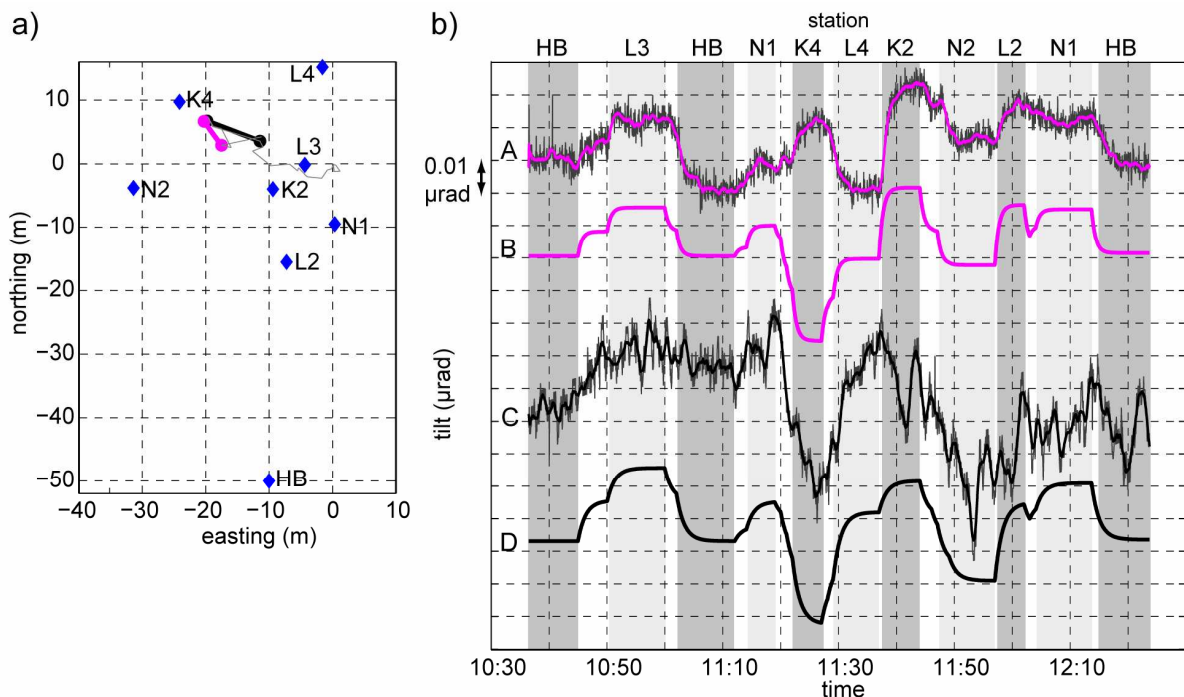 a)
10
0
−10
−20
−30
−40
−50
northing (m)
−40 −30 −20 −10 0 10
easting (m)
L4
K4
L3
N2
K2
N1
L2
HB
b)
station
HB L3 HB N1 K4 L4 K2 N2 L2 N1 HB
A
0.01
µrad
B
C
D
tilt (µrad)
10:30 10:50 11:10 11:30 11:50 12:10
time